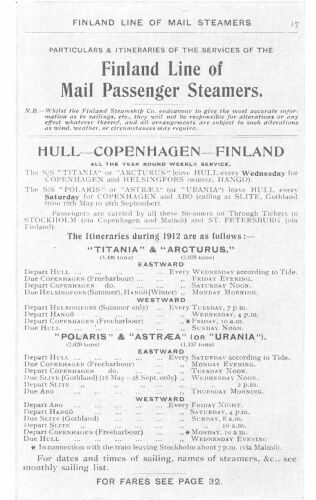 FINLAND LINE OF MAIL STEAMERS 17
PARTICULARS & ITINERARIES OF THE SERVICES OF THE
Finland Line of
Mail Passenger Steamers.
N.B.—Whilst the Finland Steamship Co. endeavour to give the most accurate infor-
mation as to sailings, etc., they will not be responsible for alterations or any
effect whatever thereof, and all arrangements are subject to such alterations
as wind, weather, or circumstances may require.
HULL—COPENHAGEN—FINLAND
ALL THE YEAR ROUND WEEKLY SERVICE.
The S/S "TITANIA" or "ARCTURUS" leave HULL every Wednesday for
COPENHAGEN and HELSINGFORS (winter, HANGÖ).
The S/S "POLARIS" or "ASTRÆA" (or "URANIA") leave HULL every
Saturday for COPENHAGEN and ABO (calling at SLITE, Gothland
from 18th May to 28th September).
Passengers are carried by all these Steamers on Through Tickets to
STOCKHOLM (via Copenhagen and Malmö) and ST. PETERSBURG (via
Finland).
The Itineraries during 1912 are as follows:—
"TITANIA" & "ARCTURUS."
tons) tons)
EASTWARD
Depart HULL ... Every WEDNESDAY according to Tide.
Due COPENHAGEN (Freeharbour) ... „ FRIDAY EVENING.
Depart COPENHAGEN do. ... „ SATURDAY NOON.
Due HELSINGFORS (Summer), HANGÖ (Winter) „ MONDAY MORNING.
WESTWARD
Depart HELSINGFORS (Summer only) ... Every TUESDAY, 7 p.m.
Depart HANGÖ ... „ WEDNESDAY, 4 p.m.
Due COPENHAGEN (Freeharbour) „ * FRIDAY, 10 a.m.
Due HULL ... „ SUNDAY NOON.
"POLARIS" & "ASTRÆA" (OR "URANIA").
tons) tons)
EASTWARD
Depart HULL ... Every SATURDAY according to Tide.
Due COPENHAGEN (Freeharbour) ... „ MONDAY EVENING.
Depart COPENHAGEN do. ... „ TUESDAY NOON.
Due SLITE (Gothland) (18 May—28 Sept. only) „ WEDNESDAY NOON.
Depart SLITE ... „ 2 p.m.
Due ABO ... „ THURSDAY MORNING.
WESTWARD
Depart ABO ... Every FRIDAY NIGHT.
Depart HANGÖ ... „ SATURDAY, 4 p.m.
Due SLITE (Gothland) ... „ SUNDAY, 8 a.m.
Depart SLITE ... „ 10 a.m.
Due COPENHAGEN (Freeharbour) „ * MONDAY, 10 a.m.
Due HULL ... „ WEDNESDAY EVENING
* In connection with the train leaving Stockholm about 7 p.m. (via Malmö).
For dates and times of sailing, names of steamers, &c., see
monthly sailing list.
FOR FARES SEE PAGE 32.